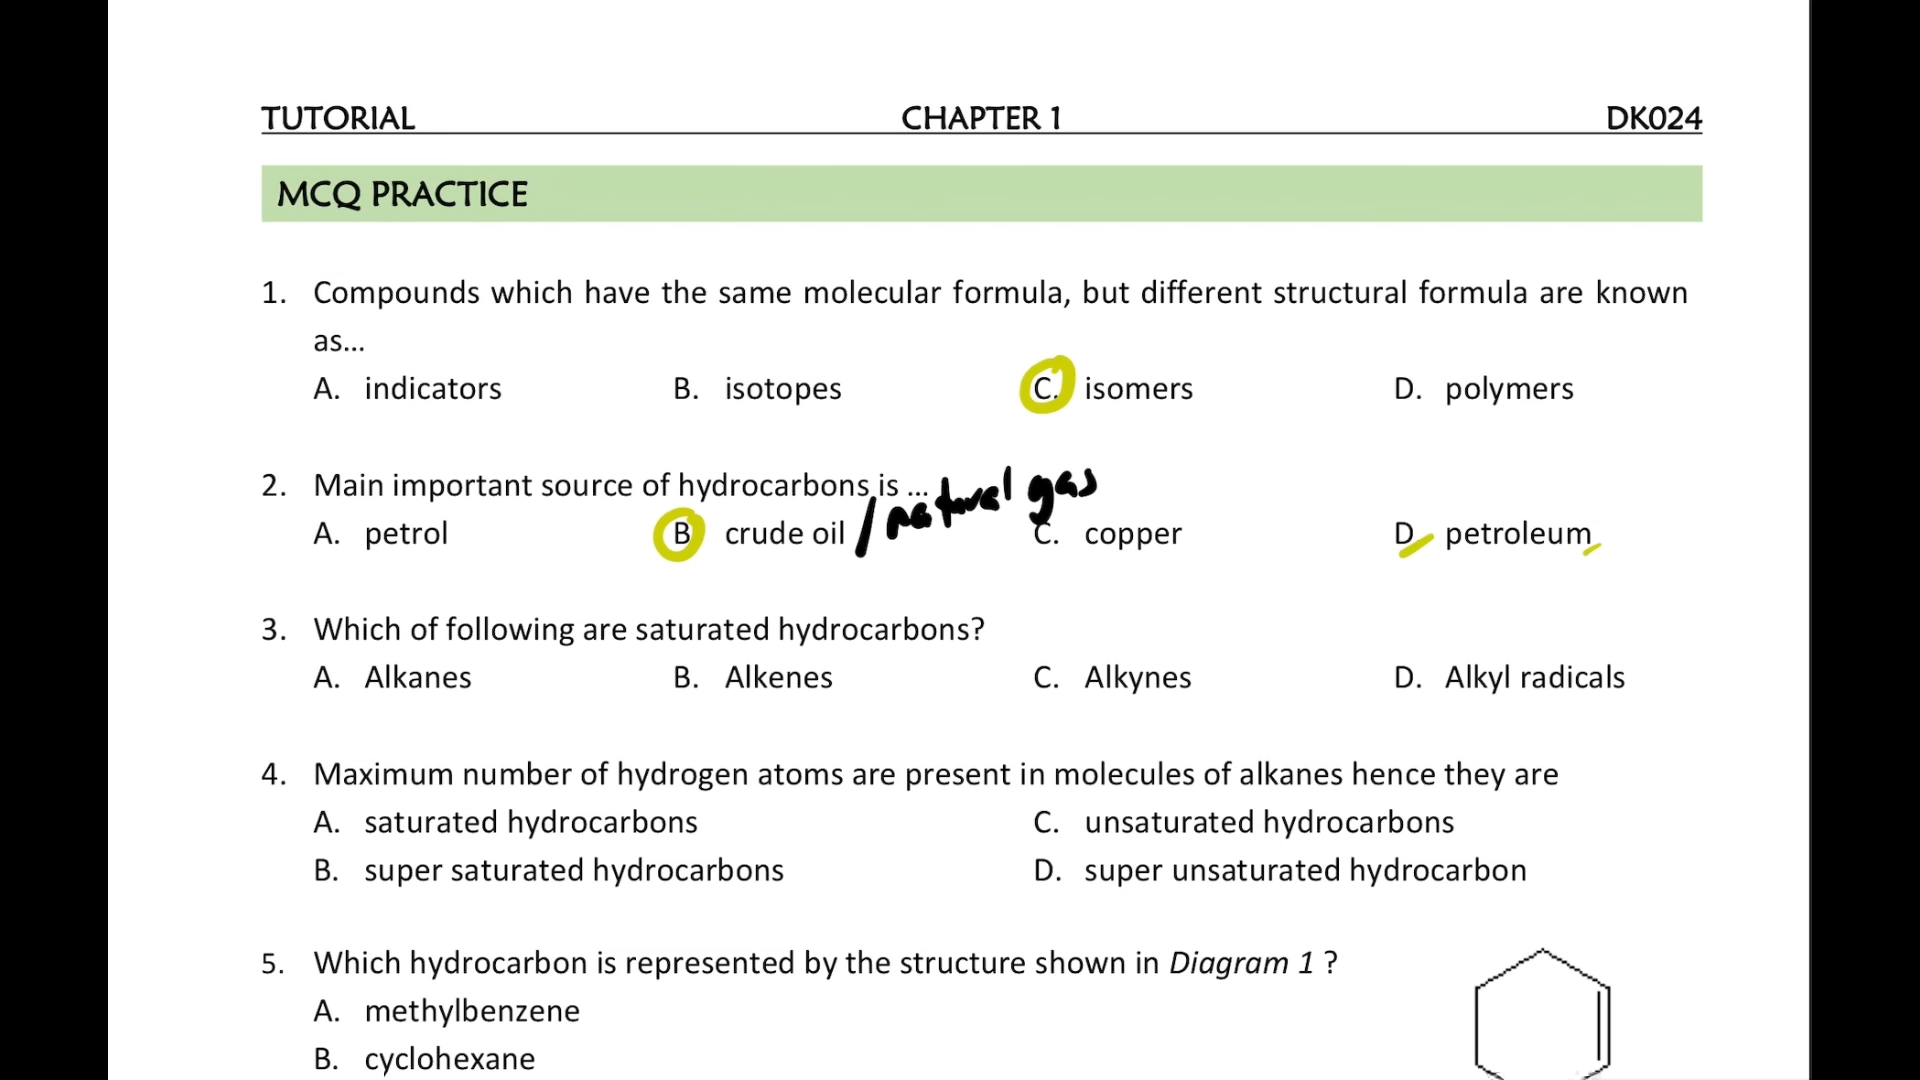 TUTORIAL CHAPTER 1 DK024
MCQ PRACTICE
1. Compounds which have the same molecular formula, but different structural formula are known
as...
A. indicators B. isotopes C. isomers D. polymers
2. Main important source of hydrocarbons is ...
A. petrol B crude oil / natural gas C. copper D. petroleum
3. Which of following are saturated hydrocarbons?
A. Alkanes B. Alkenes C. Alkynes D. Alkyl radicals
4. Maximum number of hydrogen atoms are present in molecules of alkanes hence they are
A. saturated hydrocarbons C. unsaturated hydrocarbons
B. super saturated hydrocarbons D. super unsaturated hydrocarbon
5. Which hydrocarbon is represented by the structure shown in Diagram 1 ?
A. methylbenzene
B. cyclohexane